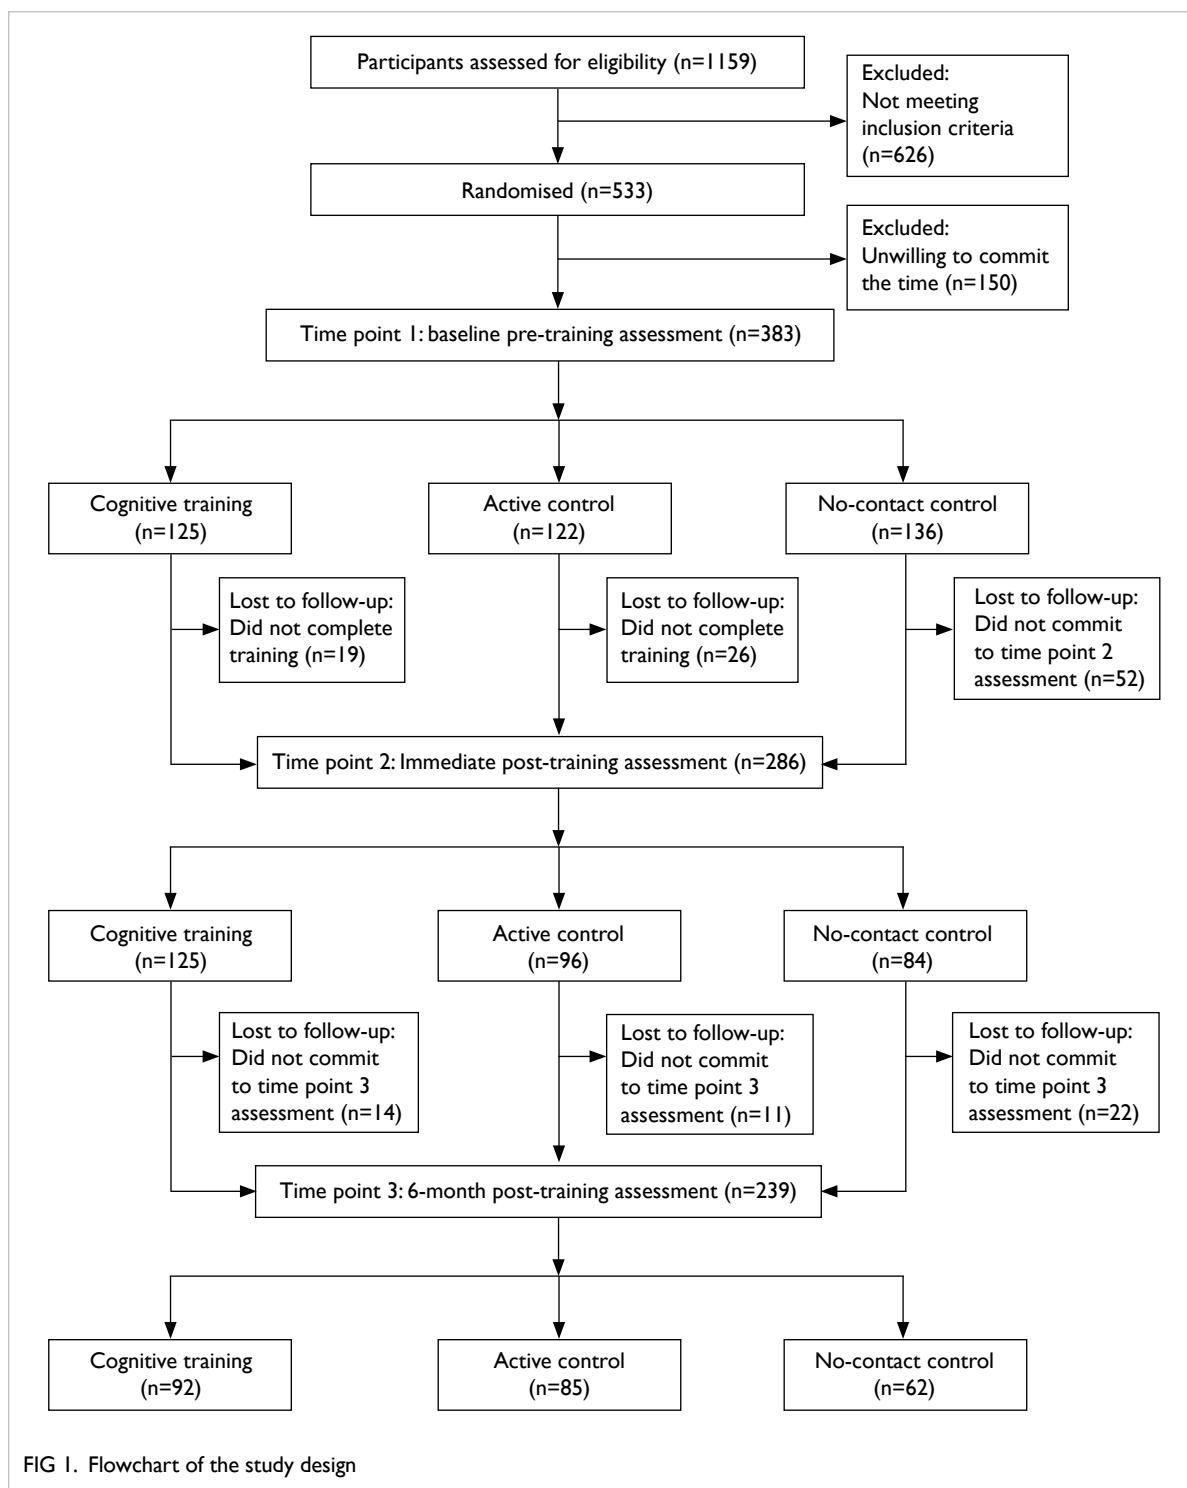 Participants assessed for eligibility (n=1159)
Excluded:
Not meeting
inclusion criteria
(n=626)
Randomised (n=533)
Excluded:
Unwilling to commit
the time (n=150)
Time point 1: baseline pre-training assessment (n=383)
Cognitive training
(n=125)
Active control
(n=122)
No-contact control
(n=136)
Lost to follow-up:
Did not complete
training (n=19)
Lost to follow-up:
Did not complete
training (n=26)
Lost to follow-up:
Did not commit
to time point 2
assessment (n=52)
Time point 2: Immediate post-training assessment (n=286)
Cognitive training
(n=125)
Active control
(n=96)
No-contact control
(n=84)
Lost to follow-up:
Did not commit
to time point 3
assessment (n=14)
Lost to follow-up:
Did not commit
to time point 3
assessment (n=11)
Lost to follow-up:
Did not commit
to time point 3
assessment (n=22)
Time point 3: 6-month post-training assessment (n=239)
Cognitive training
(n=92)
Active control
(n=85)
No-contact control
(n=62)
FIG 1. Flowchart of the study design